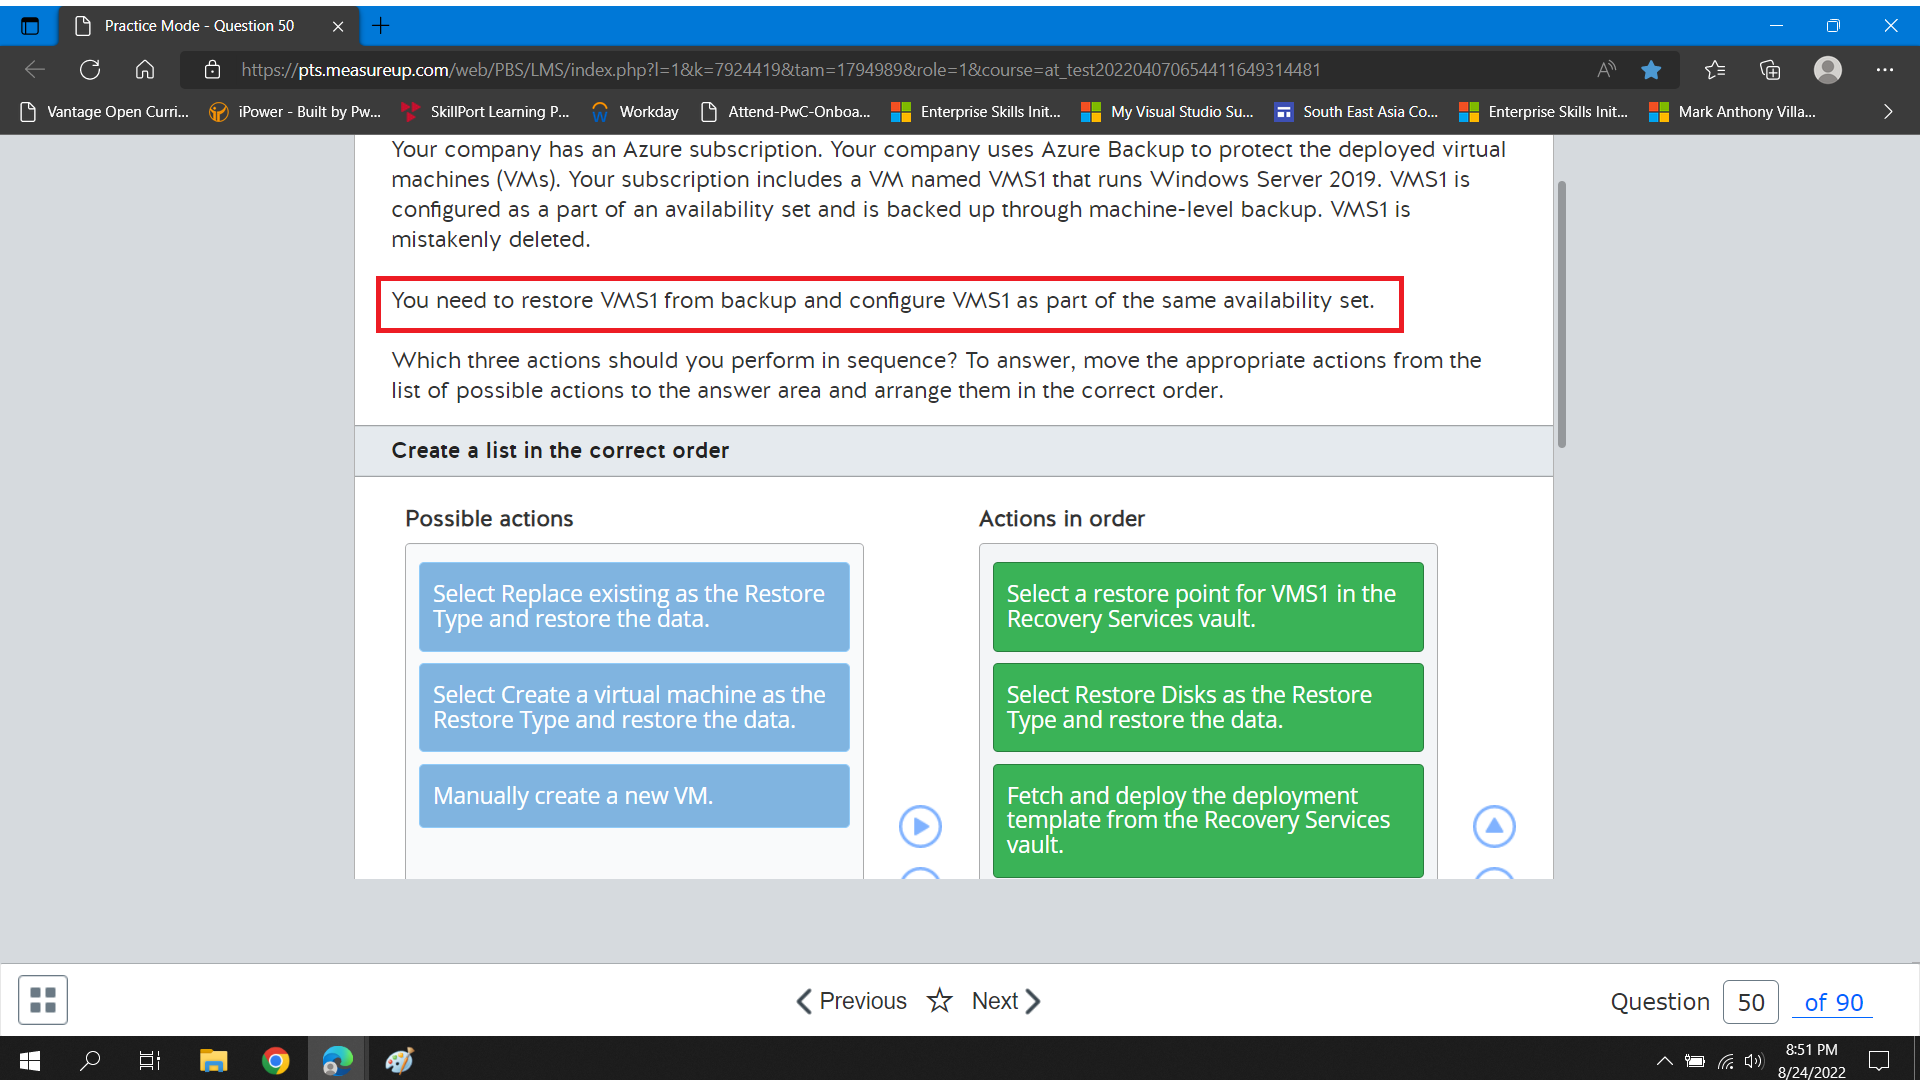 Practice Mode - Question 50
https://pts.measureup.com/web/PBS/LMS/index.php?l=1&k=7924419&tam=1794989&role=1&course=at_test202204070654411649314481
Vantage Open Curri... iPower - Built by Pw... SkillPort Learning P... Workday Attend-PwC-Onboa... Enterprise Skills Init... My Visual Studio Su... South East Asia Co... Enterprise Skills Init... Mark Anthony Villa...
Your company has an Azure subscription. Your company uses Azure Backup to protect the deployed virtual
machines (VMs). Your subscription includes a VM named VMS1 that runs Windows Server 2019. VMS1 is
configured as a part of an availability set and is backed up through machine-level backup. VMS1 is
mistakenly deleted.
You need to restore VMS1 from backup and configure VMS1 as part of the same availability set.
Which three actions should you perform in sequence? To answer, move the appropriate actions from the
list of possible actions to the answer area and arrange them in the correct order.
Create a list in the correct order
Possible actions
Select Replace existing as the Restore
Type and restore the data.
Select Create a virtual machine as the
Restore Type and restore the data.
Manually create a new VM.
Actions in order
Select a restore point for VMS1 in the
Recovery Services vault.
Select Restore Disks as the Restore
Type and restore the data.
Fetch and deploy the deployment
template from the Recovery Services
vault.
Previous Next
Question 50 of 90
8:51 PM
8/24/2022